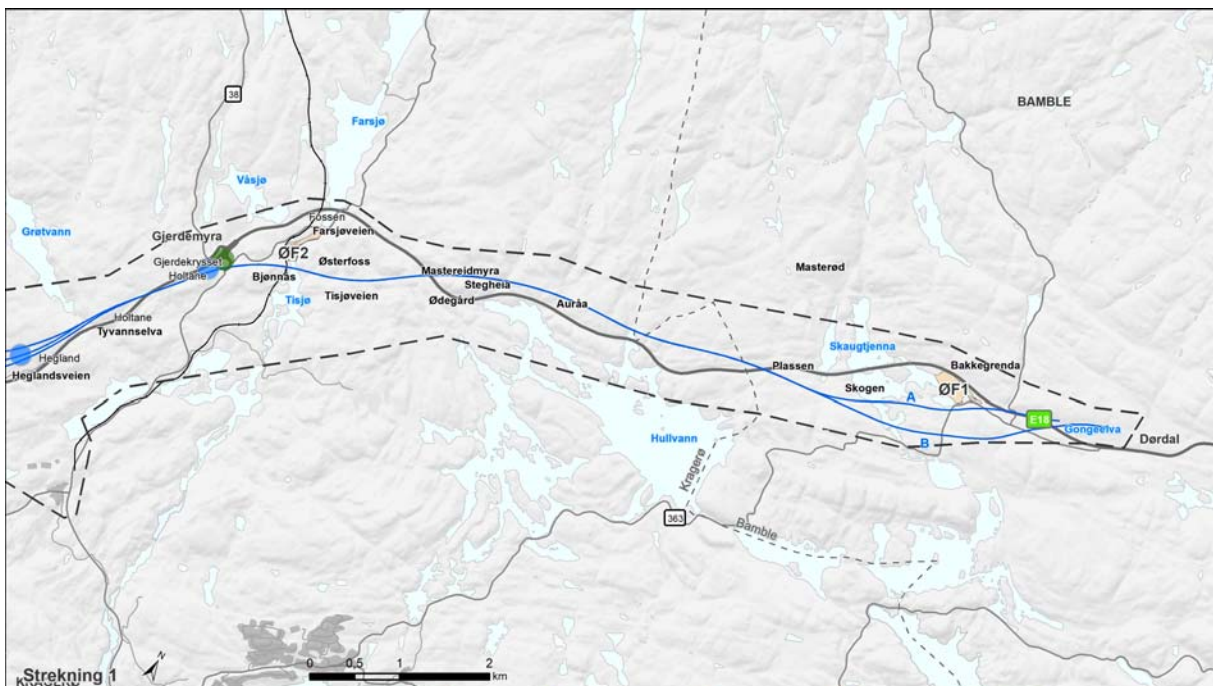 38
BAMBLE
Farsjø
Våsjø
Grøtvann
Fossen
Farsjøveien
Gjerdemyra
ØF2
Gjerdekrysset
Østerfoss
Masterød
Holtane
Bjønnås
Mastereidmyra
Stegheia
Tisjø
Tisjøveien
Ødegård
Auråa
Holtane
Tyvannselva
Skaugtjenna
Hegland
Heglandsveien
Plassen
Bakkegrenda
Skogen
ØF1
A
E18
Gongeelva
Dørdal
Hullvann
B
Kragerø
363
Bamble
N
0 0,5 1 2
km
Strekning 1
KRAGERØ